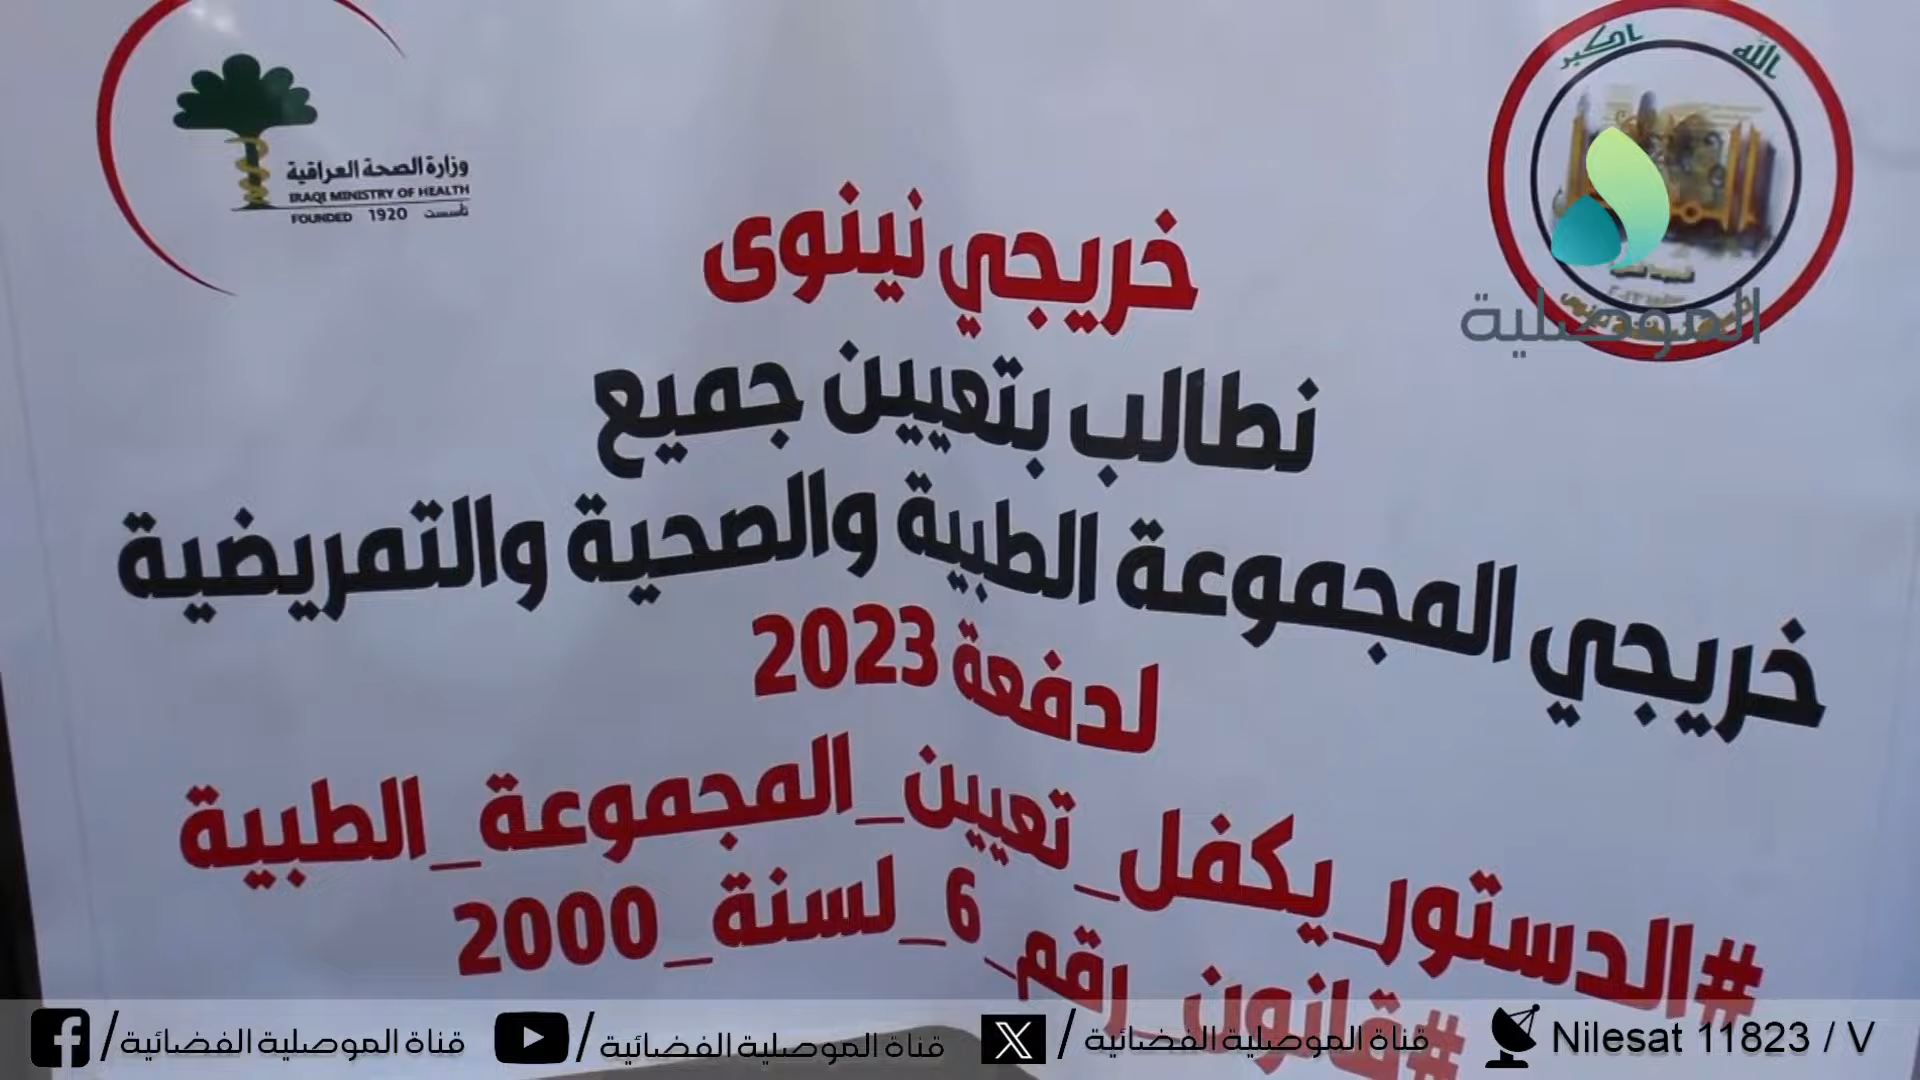 وزارة الصحة العراقية
IRAQI MINISTRY OF HEALTH
FOUNDED 1920 تأسست
الله اكبر
الموصلية
خريجي نينوى
نطالب بتعيين جميع
خريجي المجموعة الطبية والصحية والتمريضية
لدفعة 2023
#الدستور_يكفل_تعيين_المجموعة_الطبية
#قانون_رقم_6_لسنة_2000
/قناة الموصلية الفضائية
/قناة الموصلية الفضائية
/قناة الموصلية الفضائية
Nilesat 11823 / V